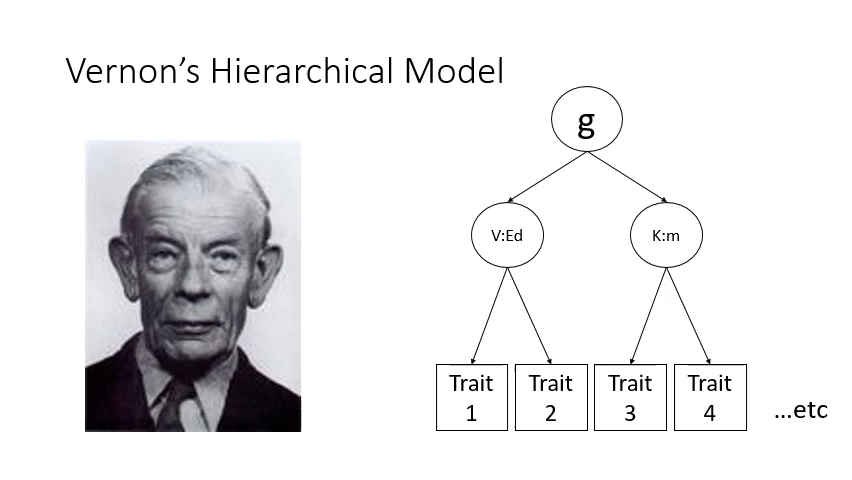 Vernon’s Hierarchical Model
g
V:Ed
K:m
Trait
1
Trait
2
Trait
3
Trait
4
...etc